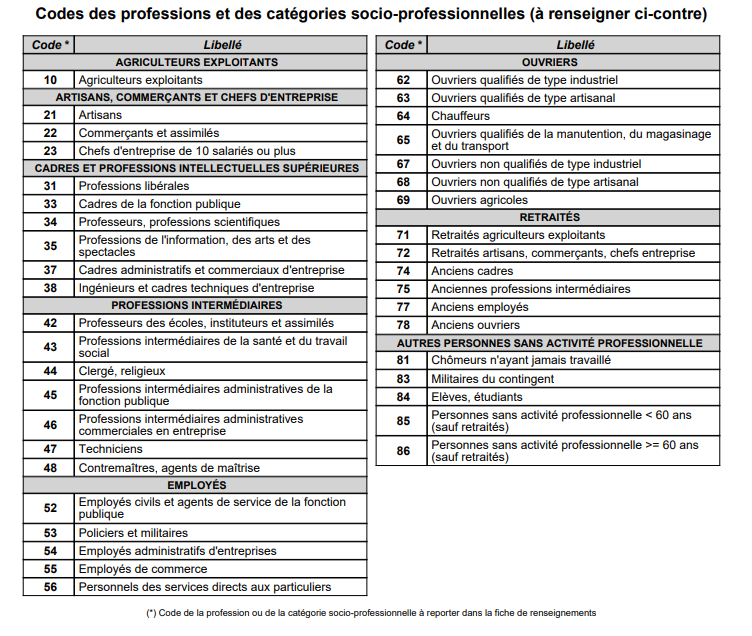 Codes des professions et des catégories socio-professionnelles (à renseigner ci-contre)
Code * Libellé
AGRICULTEURS EXPLOITANTS
10 Agriculteurs exploitants
ARTISANS, COMMERÇANTS ET CHEFS D'ENTREPRISE
21 Artisans
22 Commerçants et assimilés
23 Chefs d'entreprise de 10 salariés ou plus
CADRES ET PROFESSIONS INTELLECTUELLES SUPÉRIEURES
31 Professions libérales
33 Cadres de la fonction publique
34 Professeurs, professions scientifiques
35 Professions de l'information, des arts et des
spectacles
37 Cadres administratifs et commerciaux d'entreprise
38 Ingénieurs et cadres techniques d'entreprise
PROFESSIONS INTERMÉDIAIRES
42 Professeurs des écoles, instituteurs et assimilés
43 Professions intermédiaires de la santé et du travail
social
44 Clergé, religieux
45 Professions intermédiaires administratives de la
fonction publique
46 Professions intermédiaires administratives
commerciales en entreprise
47 Techniciens
48 Contremaîtres, agents de maîtrise
EMPLOYÉS
52 Employés civils et agents de service de la fonction
publique
53 Policiers et militaires
54 Employés administratifs d'entreprises
55 Employés de commerce
56 Personnels des services directs aux particuliers
Code * Libellé
OUVRIERS
62 Ouvriers qualifiés de type industriel
63 Ouvriers qualifiés de type artisanal
64 Chauffeurs
65 Ouvriers qualifiés de la manutention, du magasinage
et du transport
67 Ouvriers non qualifiés de type industriel
68 Ouvriers non qualifiés de type artisanal
69 Ouvriers agricoles
RETRAITÉS
71 Retraités agriculteurs exploitants
72 Retraités artisans, commerçants, chefs entreprise
74 Anciens cadres
75 Anciennes professions intermédiaires
77 Anciens employés
78 Anciens ouvriers
AUTRES PERSONNES SANS ACTIVITÉ PROFESSIONNELLE
81 Chômeurs n'ayant jamais travaillé
83 Militaires du contingent
84 Elèves, étudiants
85 Personnes sans activité professionnelle < 60 ans
(sauf retraités)
86 Personnes sans activité professionnelle >= 60 ans
(sauf retraités)
(*) Code de la profession ou de la catégorie socio-professionnelle à reporter dans la fiche de renseignements